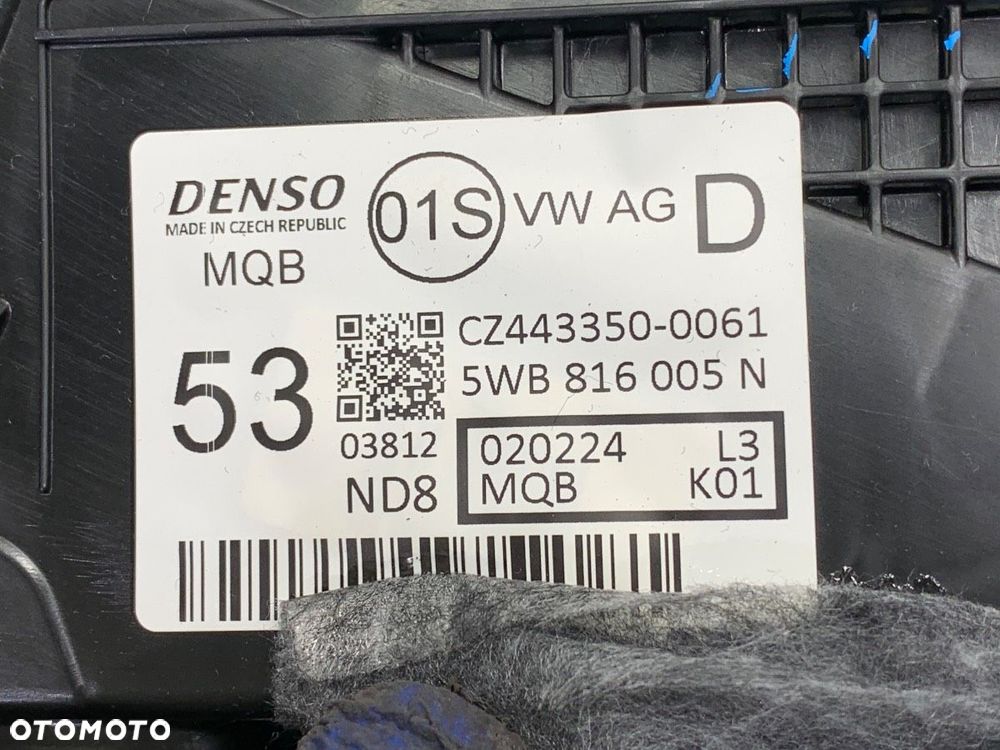 DENSO
MADE IN CZECH REPUBLIC
MQB
01S
VW AG
D
53
CZ443350-0061
5WB 816 005 N
03812
ND8
020224 L3
MQB K01
OTOMOTO